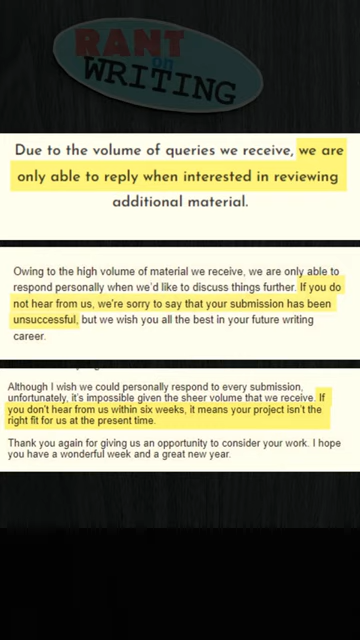 RANT
on
WRITING
Due to the volume of queries we receive, we are
only able to reply when interested in reviewing
additional material.
Owing to the high volume of material we receive, we are only able to
respond personally when we'd like to discuss things further. If you do
not hear from us, we're sorry to say that your submission has been
unsuccessful, but we wish you all the best in your future writing
career.
Although I wish we could personally respond to every submission,
unfortunately, it's impossible given the sheer volume that we receive. If
you don't hear from us within six weeks, it means your project isn't the
right fit for us at the present time.
Thank you again for giving us an opportunity to consider your work. I hope
you have a wonderful week and a great new year.